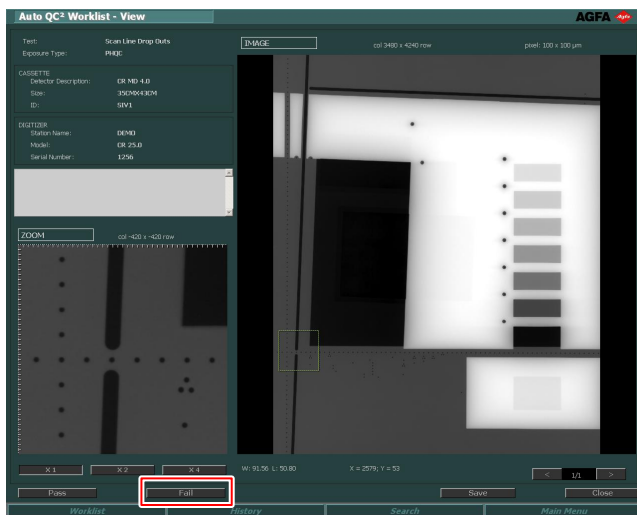 Auto QC² Worklist - View
AGFA
Test: Scan Line Drop Outs
Exposure Type: PHQC
CASSETTE
Detector Description: CR MD 4.0
Size: 35CMX43CM
ID: SIV1
DIGITIZER
Station Name: DEMO
Model: CR 25.0
Serial Number: 1256
ZOOM col -420 x -420 row
X 1 X 2 X 4
IMAGE col 3480 x 4240 row pixel: 100 x 100 µm
W: 91.56 L: 50.80 X = 2579; Y = 53
< 1/1 >
Pass Fail Save Close
Worklist History Search Main Menu